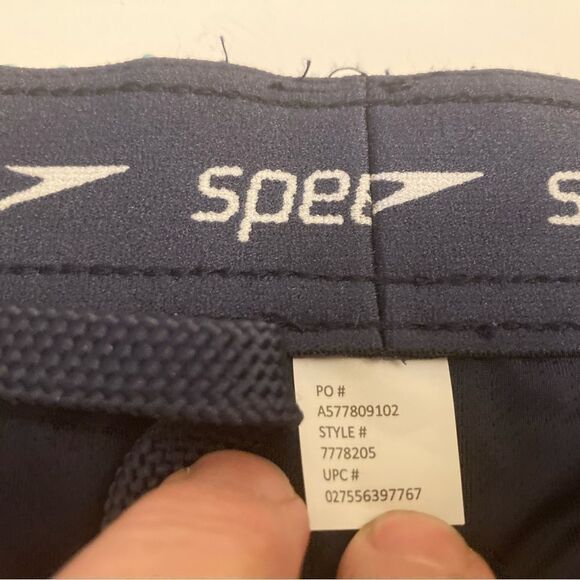 spee
s
PO #
A577809102
STYLE #
7778205
UPC #
027556397767